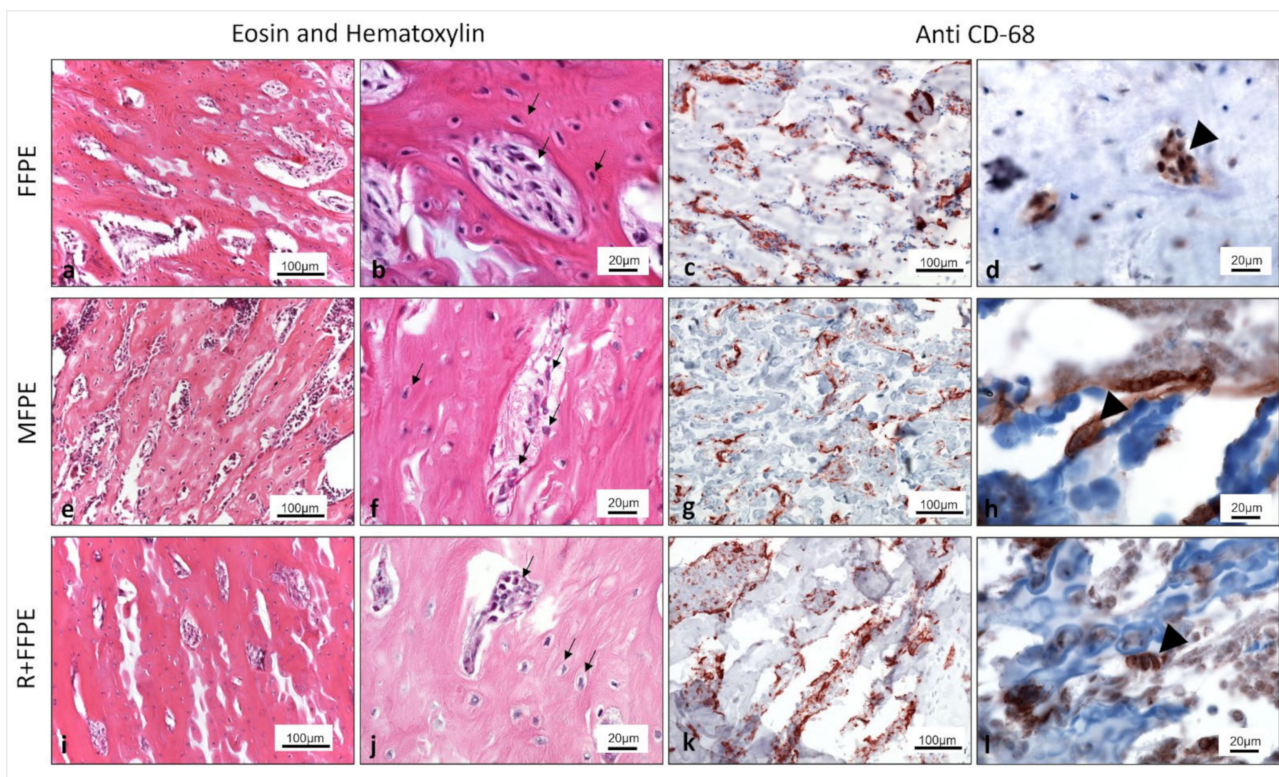 Eosin and Hematoxylin
Anti CD-68
FFPE
a
100µm
b
20µm
c
100µm
d
20µm
MFPE
e
100µm
f
20µm
g
100µm
h
20µm
R+FFPE
i
100µm
j
20µm
k
100µm
l
20µm